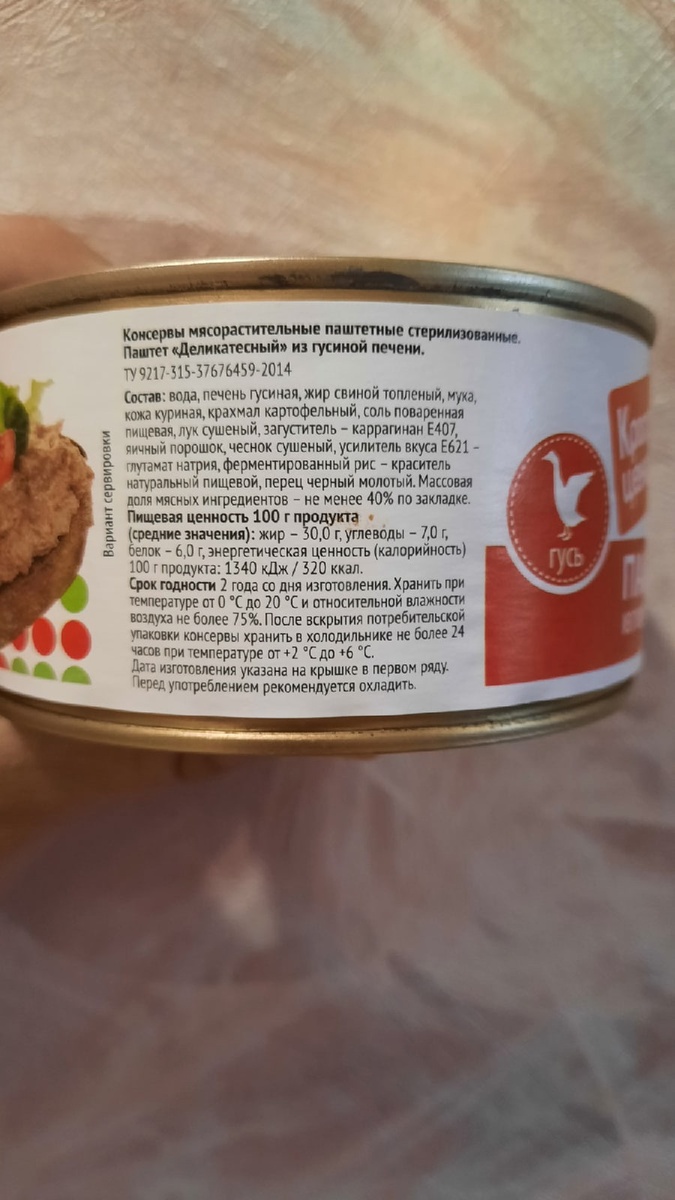 Консервы мясорастительные паштетные стерилизованные.
Паштет «Деликатесный» из гусиной печени.
ТУ 9217-315-37676459-2014
Состав: вода, печень гусиная, жир свиной топленый, мука,
кожа куриная, крахмал картофельный, соль поваренная
пищевая, лук сушеный, загуститель – каррагинан Е407,
яичный порошок, чеснок сушеный, усилитель вкуса Е621 –
глутамат натрия, ферментированный рис – краситель
натуральный пищевой, перец черный молотый. Массовая
доля мясных ингредиентов – не менее 40% по закладке.
Пищевая ценность 100 г продукта
(средние значения): жир – 30,0 г, углеводы – 7,0 г,
белок – 6,0 г, энергетическая ценность (калорийность)
100 г продукта: 1340 кДж / 320 ккал.
Срок годности 2 года со дня изготовления. Хранить при
температуре от 0 °С до 20 °С и относительной влажности
воздуха не более 75%. После вскрытия потребительской
упаковки консервы хранить в холодильнике не более 24
часов при температуре от +2 °С до +6 °С.
Дата изготовления указана на крышке в первом ряду.
Перед употреблением рекомендуется охладить.
Вариант сервировки
ГУСЬ